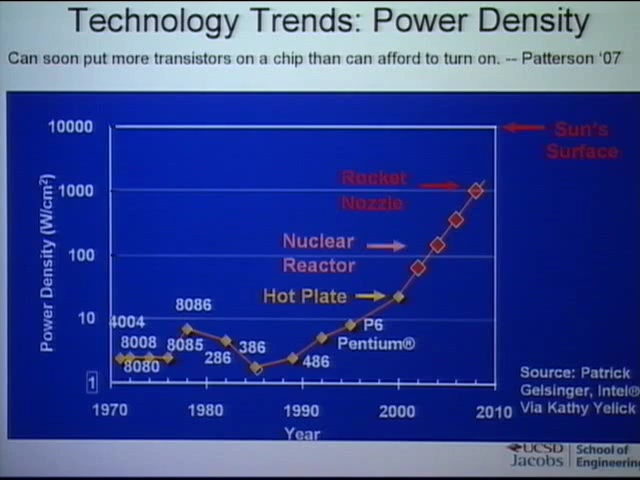 Technology Trends: Power Density
Can soon put more transistors on a chip than can afford to turn on. -- Patterson ‘07
10000
Sun's
Surface
Rocket
1000
Nozzle
Nuclear
100
Reactor
Hot Plate
8086
10
4004
P6
8008
8085
386
Pentium®
8080
286
486
1
Power Density (W/cm²)
1970
1980
1990
2000
2010
Year
Source: Patrick
Gelsinger, Intel®
Via Kathy Yelick
UCSD
Jacobs
School of
Engineering